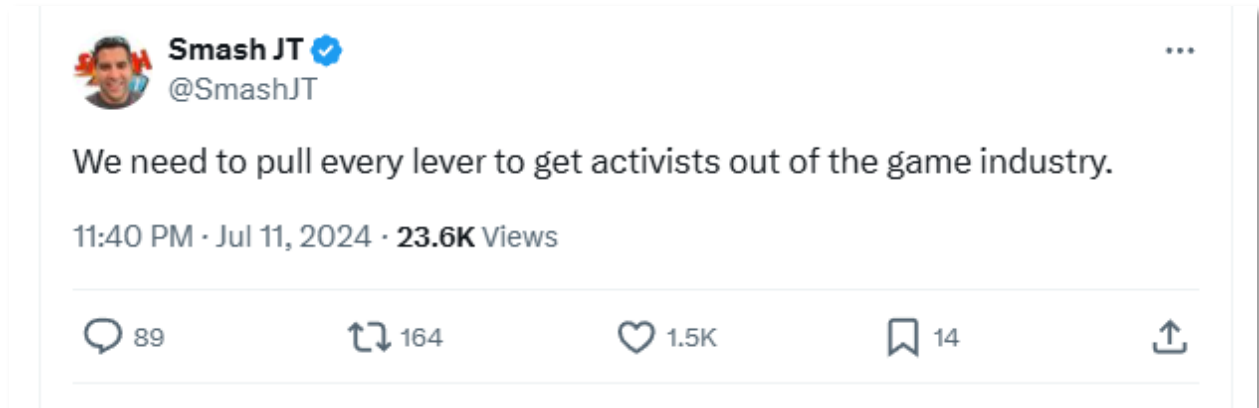 Smash JT
@SmashJT
We need to pull every lever to get activists out of the game industry.
11:40 PM · Jul 11, 2024 · 23.6K Views
89 164 1.5K 14